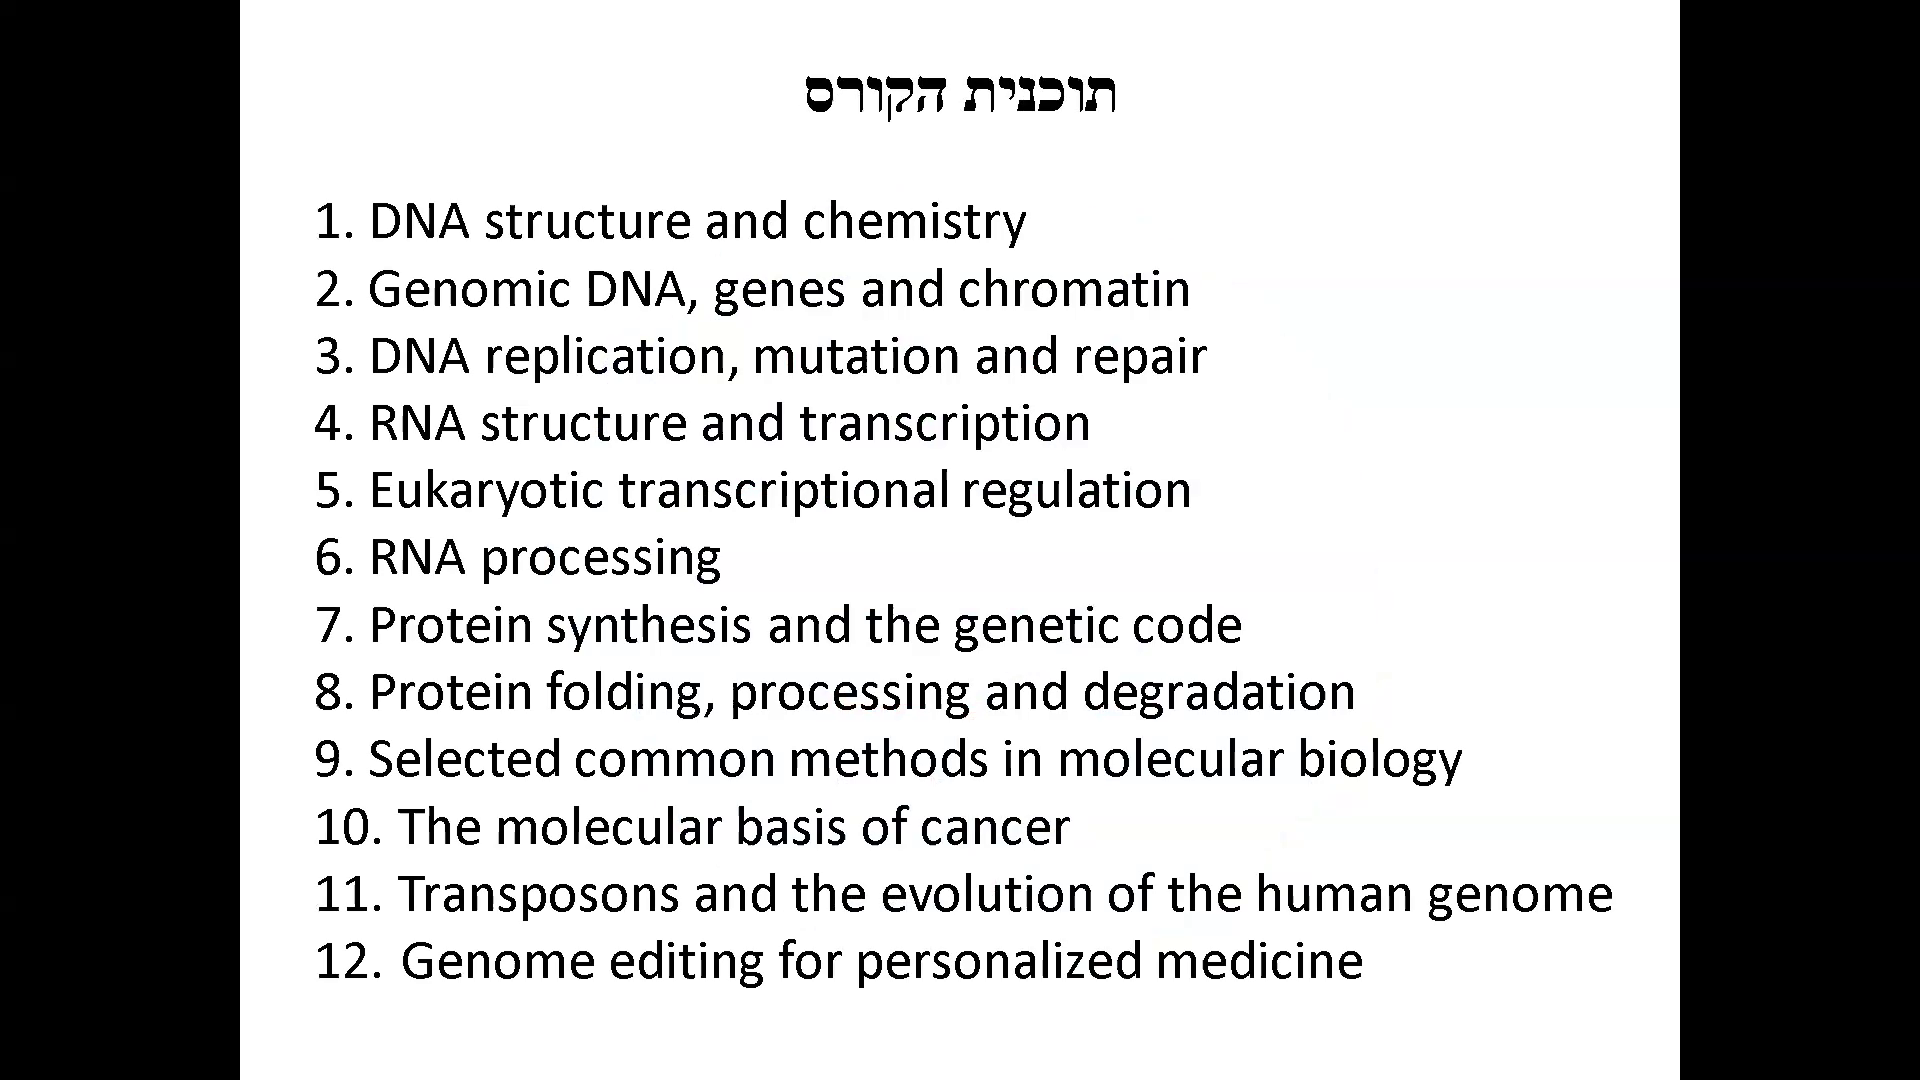 תוכנית הקורס
1. DNA structure and chemistry
2. Genomic DNA, genes and chromatin
3. DNA replication, mutation and repair
4. RNA structure and transcription
5. Eukaryotic transcriptional regulation
6. RNA processing
7. Protein synthesis and the genetic code
8. Protein folding, processing and degradation
9. Selected common methods in molecular biology
10. The molecular basis of cancer
11. Transposons and the evolution of the human genome
12. Genome editing for personalized medicine